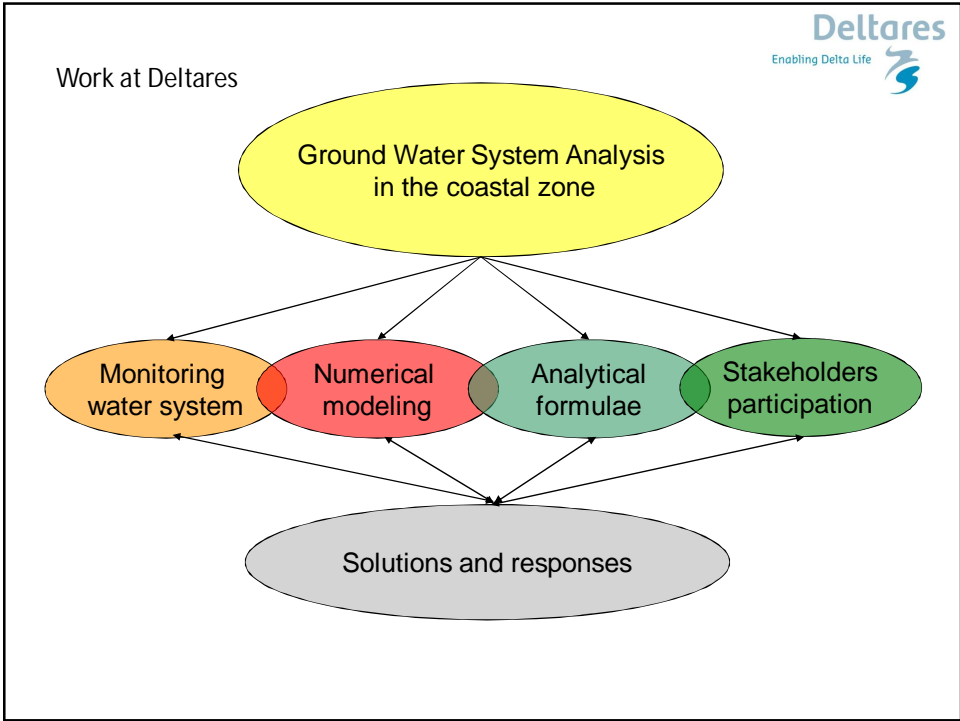 Deltares
Enabling Delta Life
Work at Deltares
Ground Water System Analysis
in the coastal zone
Monitoring
water system
Numerical
modeling
Analytical
formulae
Stakeholders
participation
Solutions and responses